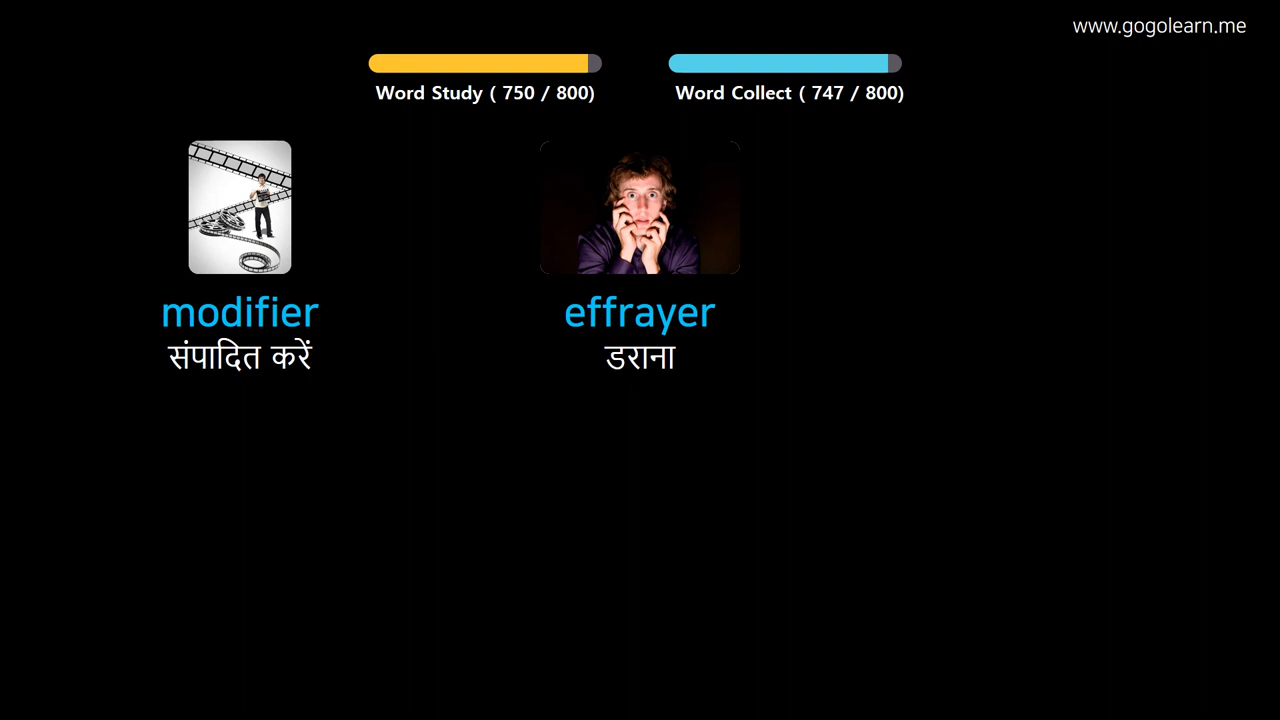 www.gogolearn.me
Word Study ( 750 / 800)
Word Collect ( 747 / 800)
modifier
संपादित करें
effrayer
डराना